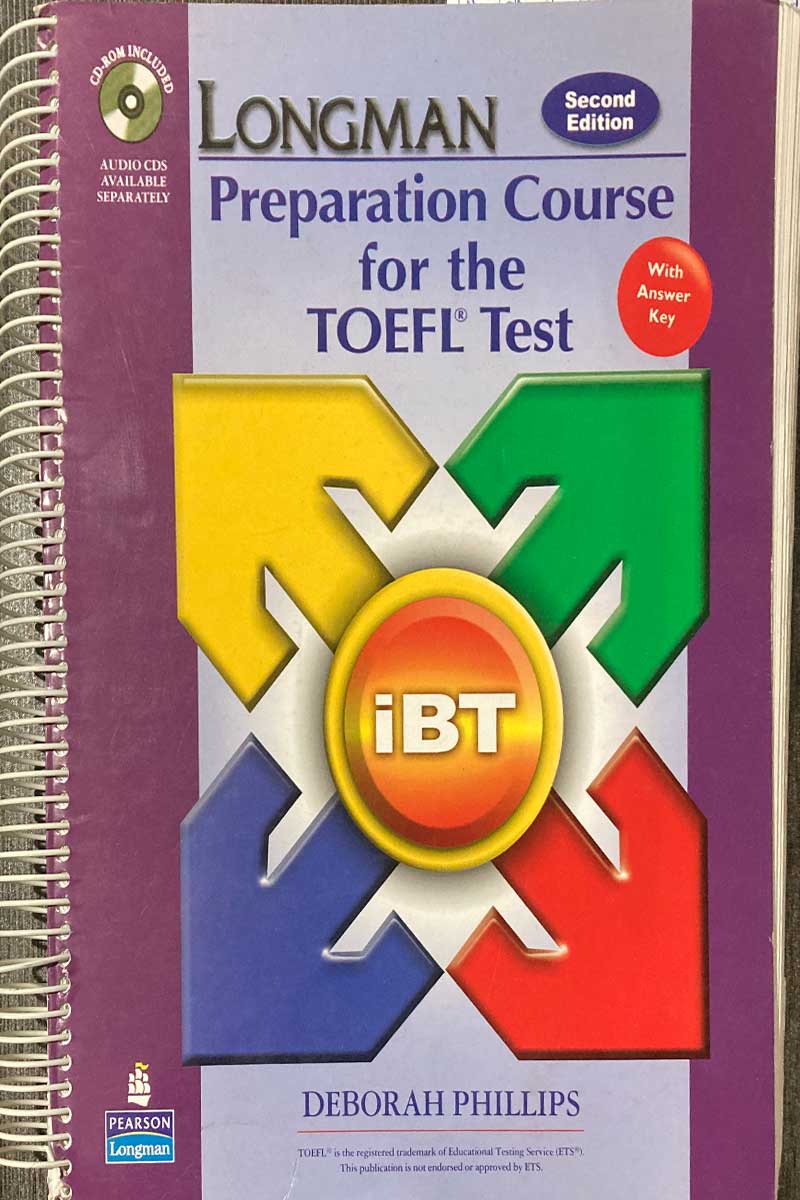 CD-ROM INCLUDED
AUDIO CDS
AVAILABLE
SEPARATELY
LONGMAN
Second
Edition
Preparation Course
for the
TOEFL® Test
With
Answer
Key
iBT
DEBORAH PHILLIPS
PEARSON
Longman
TOEFL® is the registered trademark of Educational Testing Service (ETS®).
This publication is not endorsed or approved by ETS.